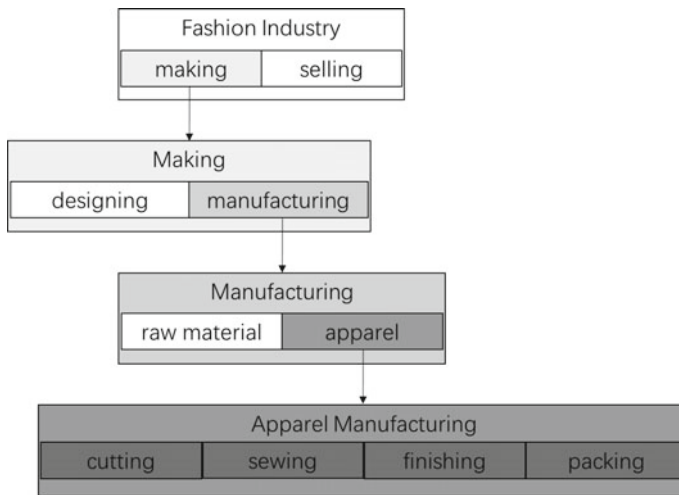 Fashion Industry
making selling
Making
designing manufacturing
Manufacturing
raw material apparel
Apparel Manufacturing
cutting sewing finishing packing